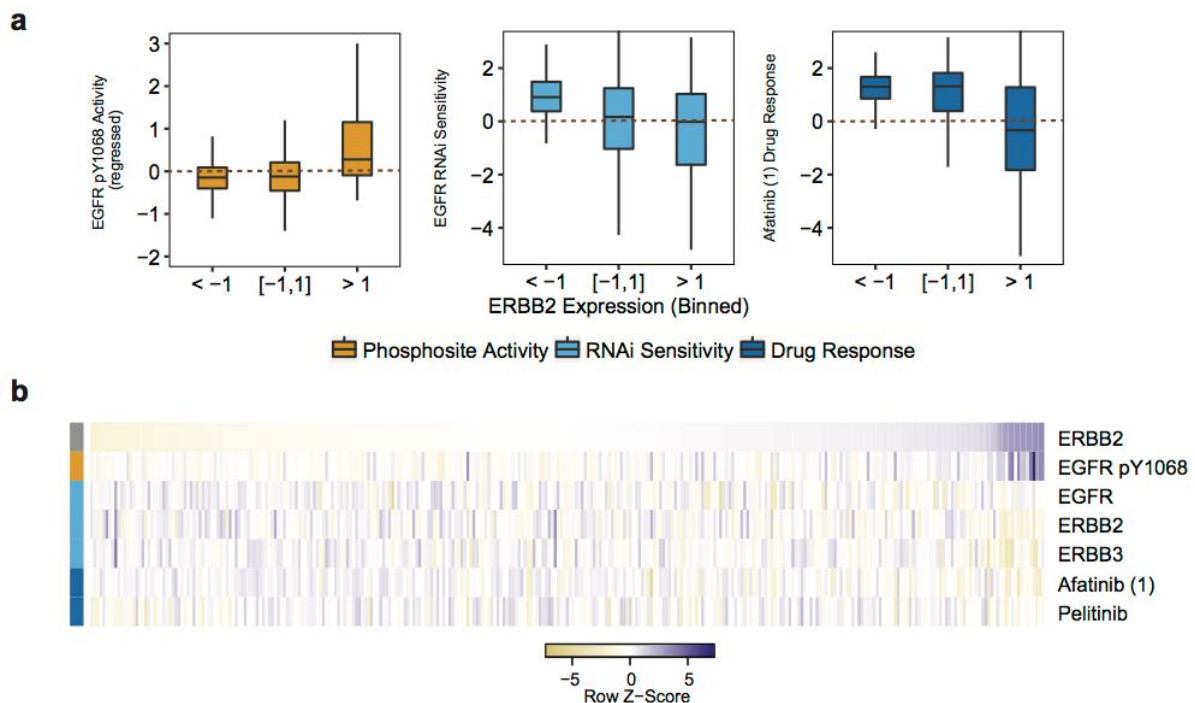 a
EGFR pY1068 Activity
(regressed)
3
2
1
0
−1
−2
< −1 [−1,1] > 1
EGFR RNAi Sensitivity
2
0
−2
−4
< −1 [−1,1] > 1
Afatinib (1) Drug Response
2
0
−2
−4
< −1 [−1,1] > 1
ERBB2 Expression (Binned)
Phosphosite Activity RNAi Sensitivity Drug Response
b
ERBB2
EGFR pY1068
EGFR
ERBB2
ERBB3
Afatinib (1)
Pelitinib
−5 0 5
Row Z−Score